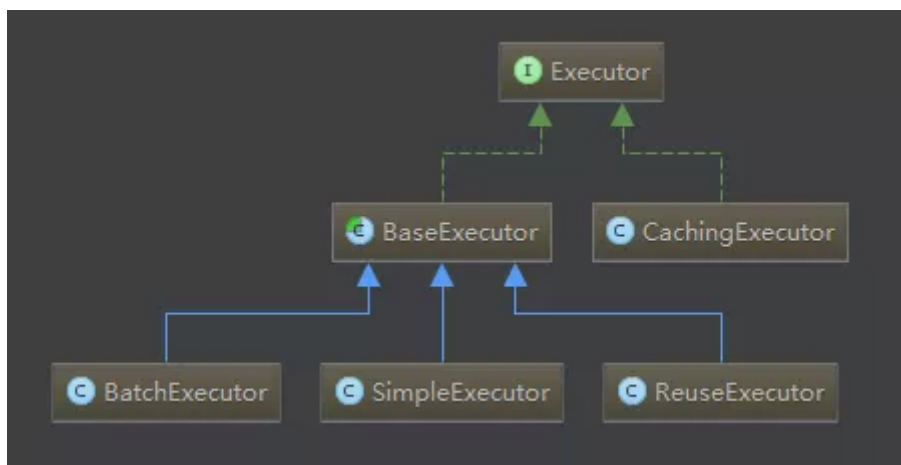 I Executor
C BaseExecutor
C CachingExecutor
C BatchExecutor
C SimpleExecutor
C ReuseExecutor